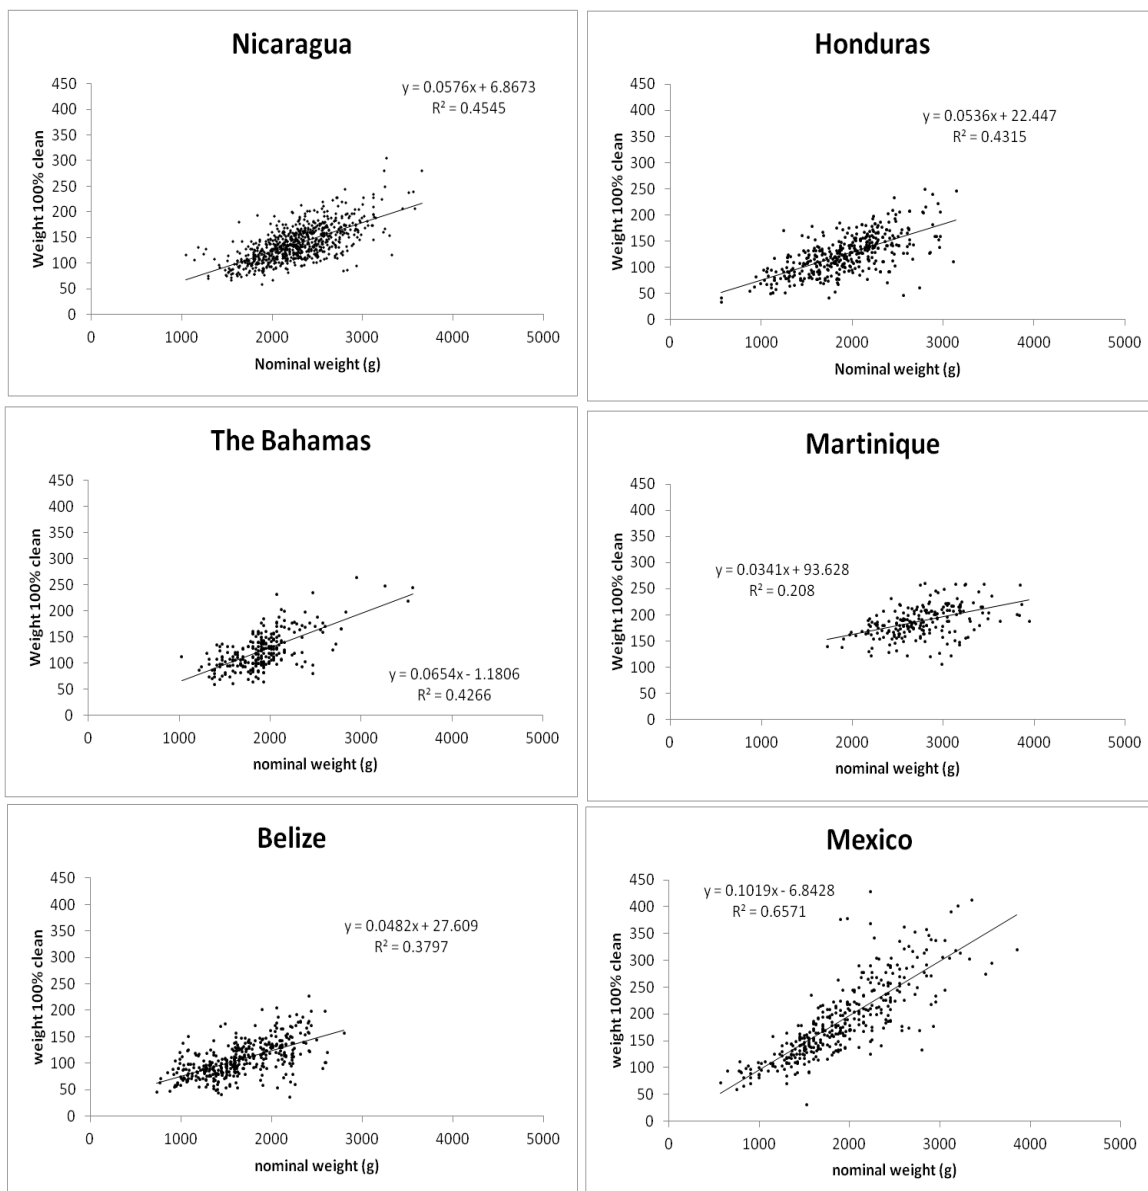 Nicaragua
y = 0.0576x + 6.8673
R² = 0.4545
Weight 100% clean
450
400
350
300
250
200
150
100
50
0
0 1000 2000 3000 4000 5000
Nominal weight (g)
Honduras
y = 0.0536x + 22.447
R² = 0.4315
Weight 100% clean
450
400
350
300
250
200
150
100
50
0
0 1000 2000 3000 4000 5000
Nominal weight (g)
The Bahamas
Weight 100% clean
450
400
350
300
250
200
150
100
50
0
y = 0.0654x - 1.1806
R² = 0.4266
0 1000 2000 3000 4000 5000
nominal weight (g)
Martinique
Weight 100% clean
450
400
350
300
250
200
150
100
50
0
y = 0.0341x + 93.628
R² = 0.208
0 1000 2000 3000 4000 5000
nominal weight (g)
Belize
weight 100% clean
450
400
350
300
250
200
150
100
50
0
y = 0.0482x + 27.609
R² = 0.3797
0 1000 2000 3000 4000 5000
nominal weight (g)
Mexico
y = 0.1019x - 6.8428
R² = 0.6571
weight 100% clean
450
400
350
300
250
200
150
100
50
0
0 1000 2000 3000 4000 5000
nominal weight (g)